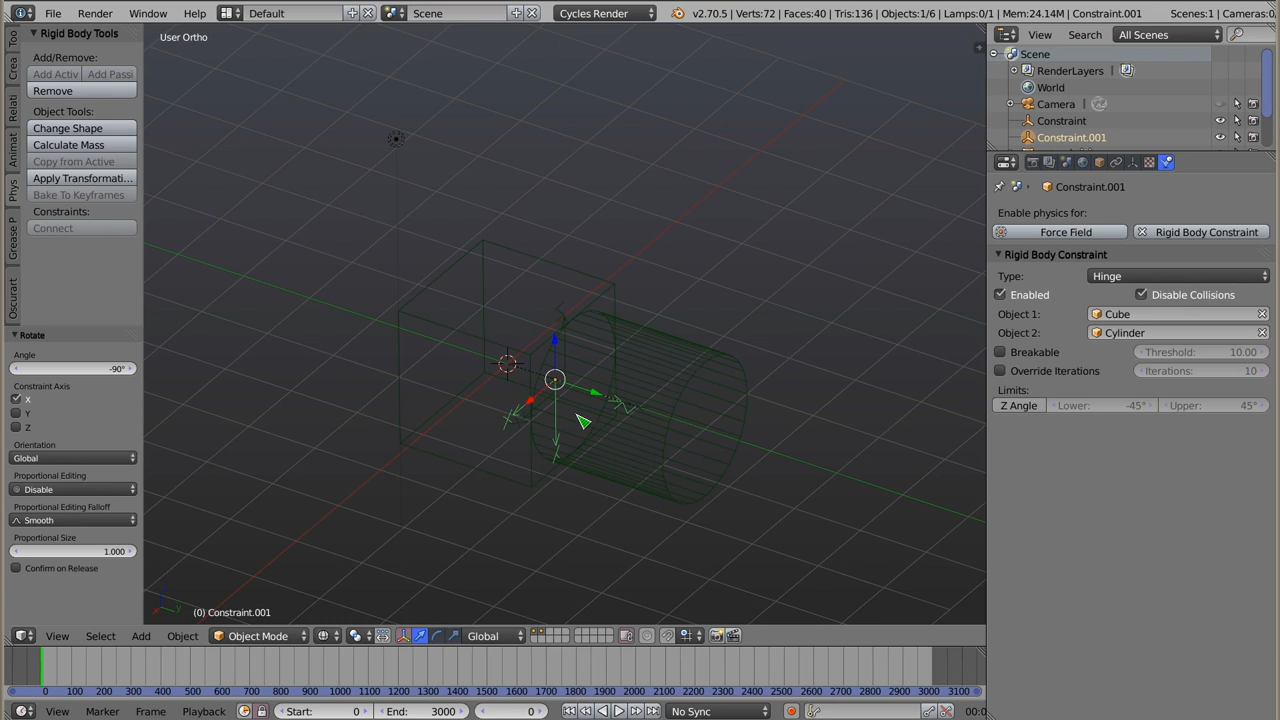 File Render Window Help Default Scene Cycles Render v2.70.5 | Verts:72 | Faces:40 | Tris:136 | Objects:1/6 | Lamps:0/1 | Mem:24.14M | Constraint.001 Scenes:1 | Cameras:0
Too
Crea
Relati
Animat
Phys
Grease P
Oscurart
Rigid Body Tools
Add/Remove:
Add Activ Add Passi
Remove
Object Tools:
Change Shape
Calculate Mass
Copy from Active
Apply Transformati...
Bake To Keyframes
Constraints:
Connect
Rotate
Angle
-90°
Constraint Axis
X
Y
Z
Orientation
Global
Proportional Editing
Disable
Proportional Editing Falloff
Smooth
Proportional Size
1.000
Confirm on Release
User Ortho
(0) Constraint.001
View Select Add Object Object Mode Global
0 100 200 300 400 500 600 700 800 900 1000 1100 1200 1300 1400 1500 1600 1700 1800 1900 2000 2100 2200 2300 2400 2500 2600 2700 2800 2900 3000 3100
View Marker Frame Playback Start: 0 End: 3000 0 No Sync 00:0
View Search All Scenes
Scene
RenderLayers
World
Camera
Constraint
Constraint.001
Constraint.001
Enable physics for:
Force Field Rigid Body Constraint
Rigid Body Constraint
Type: Hinge
Enabled Disable Collisions
Object 1: Cube
Object 2: Cylinder
Breakable Threshold: 10.00
Override Iterations Iterations: 10
Limits:
Z Angle Lower: -45° Upper: 45°